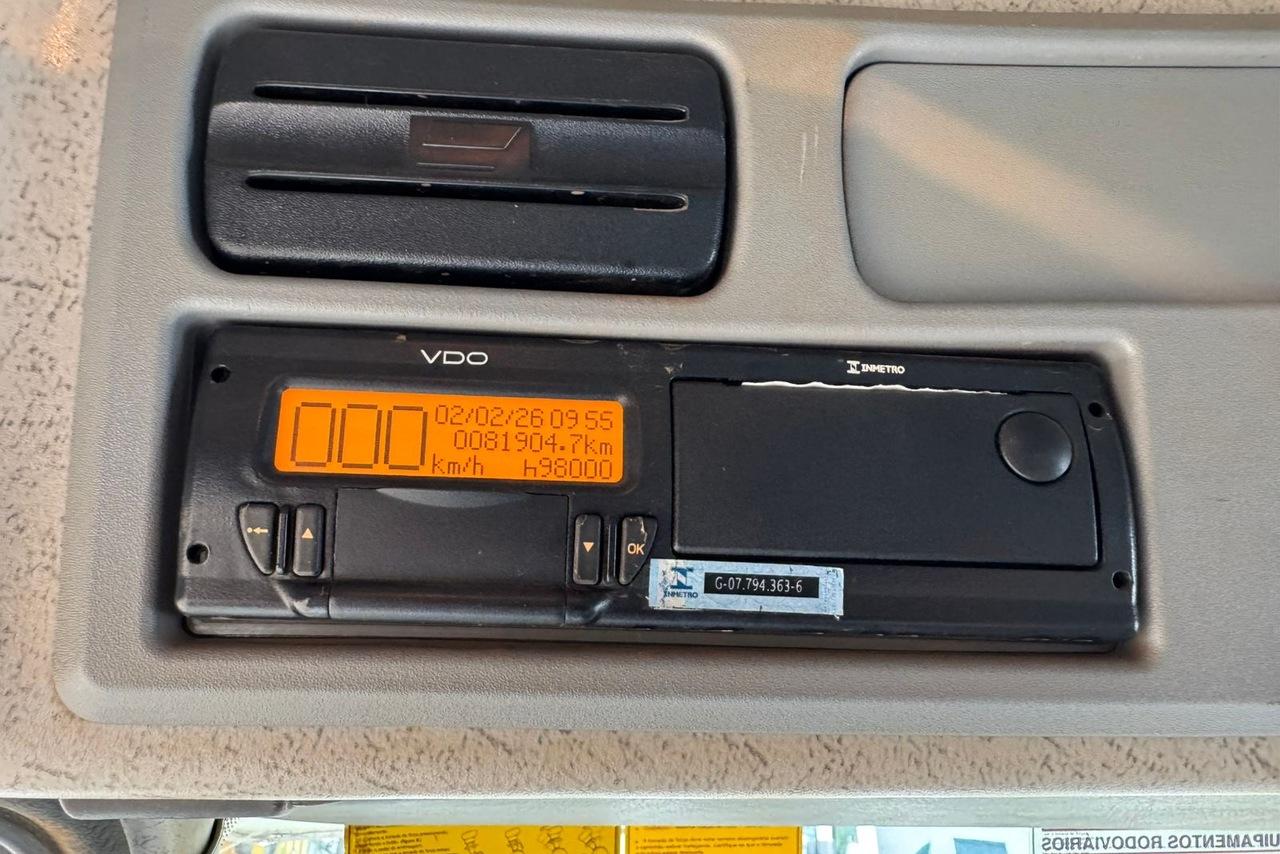 VDO
INMETRO
000
02/02/26 09 55
0081904.7km
km/h h98000
OK
INMETRO
G-07.794.363-6
UIPAMENTOS RODOVIÁRIOS